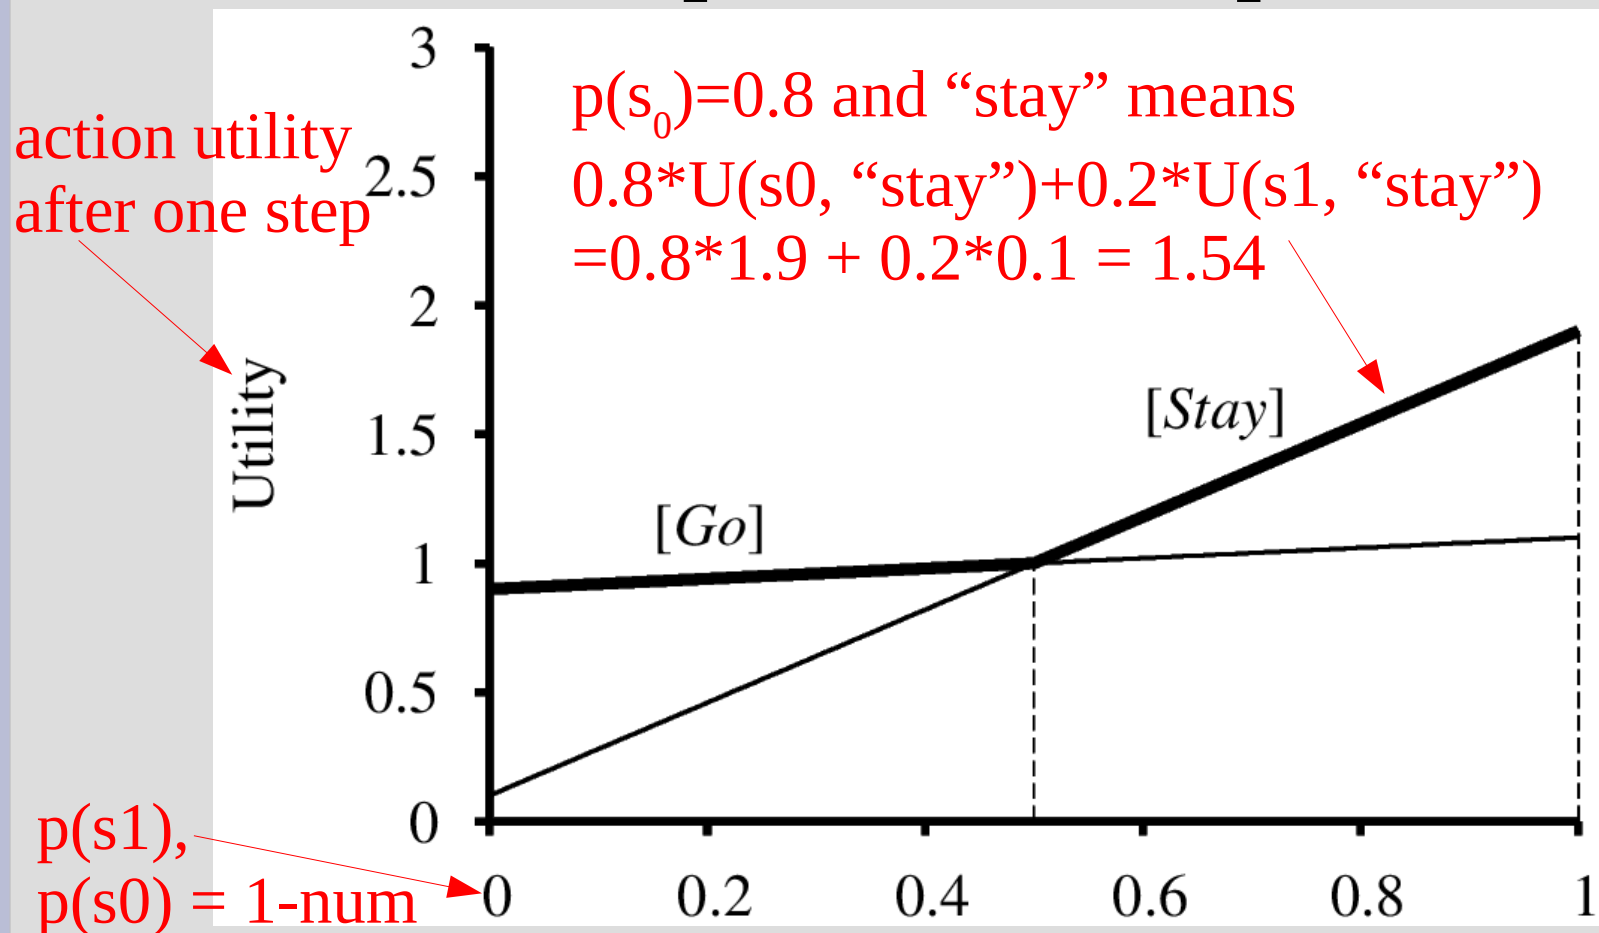 action utility
after one step
p(s0)=0.8 and “stay” means
0.8*U(s0, “stay”)+0.2*U(s1, “stay”)
=0.8*1.9 + 0.2*0.1 = 1.54
3
2.5
2
1.5
1
0.5
0
Utility
[Stay]
[Go]
p(s1),
p(s0) = 1-num
0 0.2 0.4 0.6 0.8 1